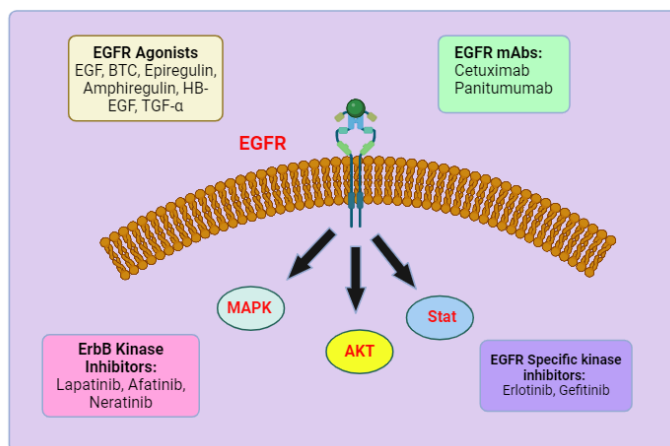 EGFR Agonists
EGF, BTC, Epiregulin,
Amphiregulin, HB-
EGF, TGF-α
EGFR mAbs:
Cetuximab
Panitumumab
EGFR
MAPK
AKT
Stat
ErbB Kinase
Inhibitors:
Lapatinib, Afatinib,
Neratinib
EGFR Specific kinase
inhibitors:
Erlotinib, Gefitinib